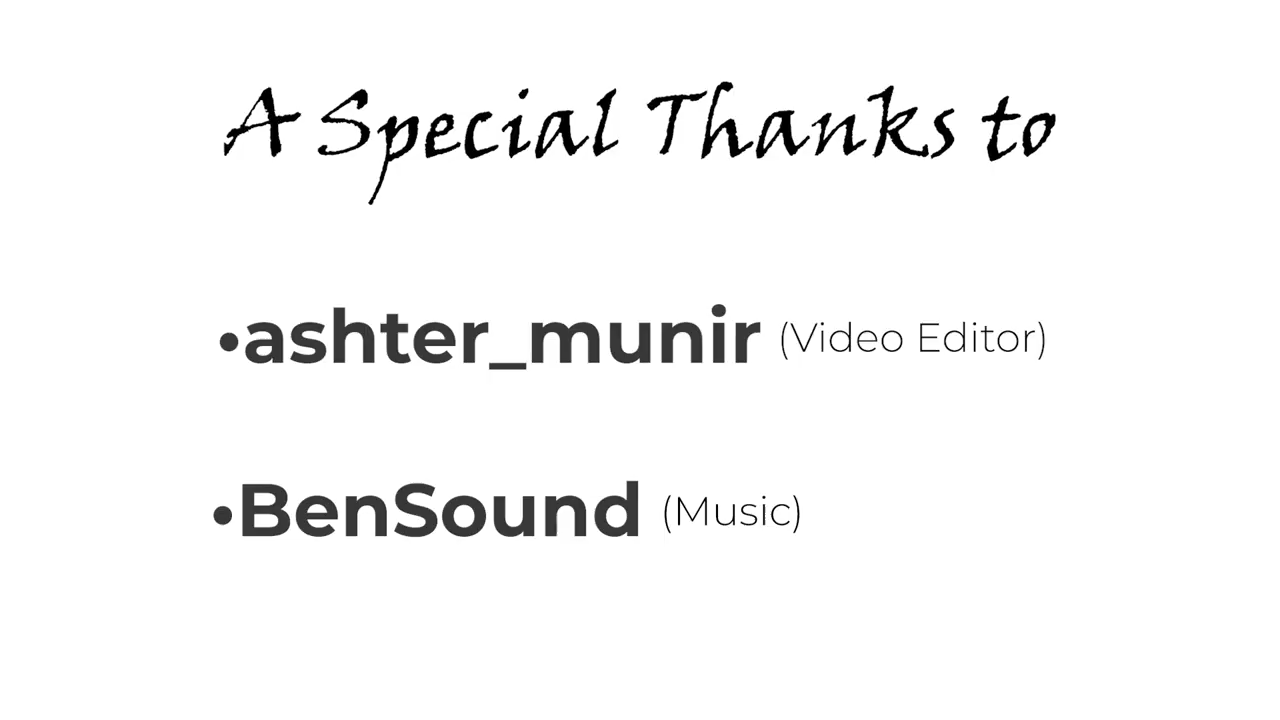 A Special Thanks to
•ashter_munir (Video Editor)
•BenSound (Music)